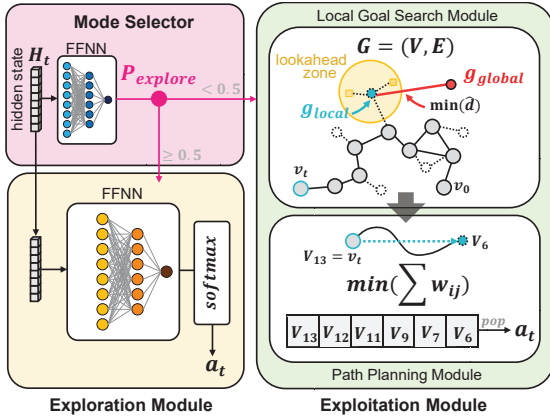 Mode Selector
H_t
hidden state
FFNN
P_explore
< 0.5
≥ 0.5
FFNN
softmax
a_t
Exploration Module
Local Goal Search Module
G = (V, E)
lookahead
zone
g_global
g_local
min(d̂)
v_t
v_0
V_13 = v_t
V_6
min(∑ w_ij)
V_13 V_12 V_11 V_9 V_7 V_6
pop
a_t
Path Planning Module
Exploitation Module